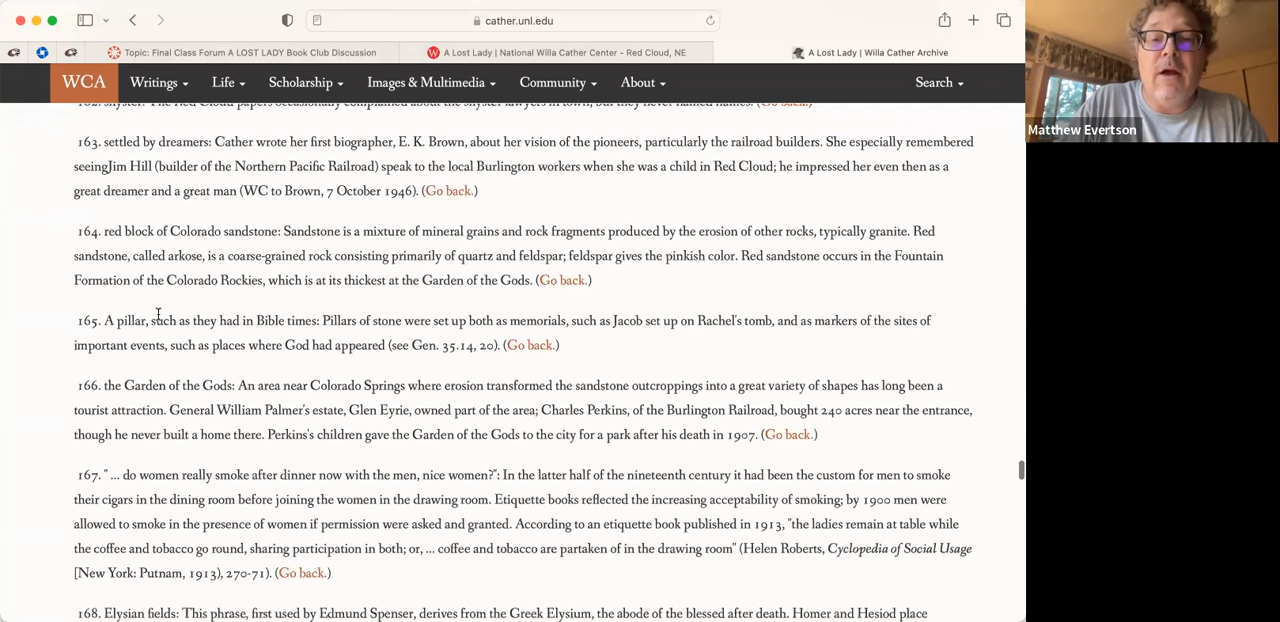 cather.unl.edu
Topic: Final Class Forum A LOST LADY Book Club Discussion
A Lost Lady | National Willa Cather Center - Red Cloud, NE
A Lost Lady | Willa Cather Archive
WCA Writings Life Scholarship Images & Multimedia Community About Search
162. shyster: The Red Cloud papers occasionally complained about the shyster lawyers in town, but they never named names. (Go back.)
163. settled by dreamers: Cather wrote her first biographer, E. K. Brown, about her vision of the pioneers, particularly the railroad builders. She especially remembered
seeingJim Hill (builder of the Northern Pacific Railroad) speak to the local Burlington workers when she was a child in Red Cloud; he impressed her even then as a
great dreamer and a great man (WC to Brown, 7 October 1946). (Go back.)
164. red block of Colorado sandstone: Sandstone is a mixture of mineral grains and rock fragments produced by the erosion of other rocks, typically granite. Red
sandstone, called arkose, is a coarse-grained rock consisting primarily of quartz and feldspar; feldspar gives the pinkish color. Red sandstone occurs in the Fountain
Formation of the Colorado Rockies, which is at its thickest at the Garden of the Gods. (Go back.)
165. A pillar, such as they had in Bible times: Pillars of stone were set up both as memorials, such as Jacob set up on Rachel's tomb, and as markers of the sites of
important events, such as places where God had appeared (see Gen. 35.14, 20). (Go back.)
166. the Garden of the Gods: An area near Colorado Springs where erosion transformed the sandstone outcroppings into a great variety of shapes has long been a
tourist attraction. General William Palmer's estate, Glen Eyrie, owned part of the area; Charles Perkins, of the Burlington Railroad, bought 240 acres near the entrance,
though he never built a home there. Perkins's children gave the Garden of the Gods to the city for a park after his death in 1907. (Go back.)
167. " ... do women really smoke after dinner now with the men, nice women?": In the latter half of the nineteenth century it had been the custom for men to smoke
their cigars in the dining room before joining the women in the drawing room. Etiquette books reflected the increasing acceptability of smoking; by 1900 men were
allowed to smoke in the presence of women if permission were asked and granted. According to an etiquette book published in 1913, "the ladies remain at table while
the coffee and tobacco go round, sharing participation in both; or, ... coffee and tobacco are partaken of in the drawing room" (Helen Roberts, Cyclopedia of Social Usage
[New York: Putnam, 1913), 270-71). (Go back.)
168. Elysian fields: This phrase, first used by Edmund Spenser, derives from the Greek Elysium, the abode of the blessed after death. Homer and Hesiod place
Matthew Evertson